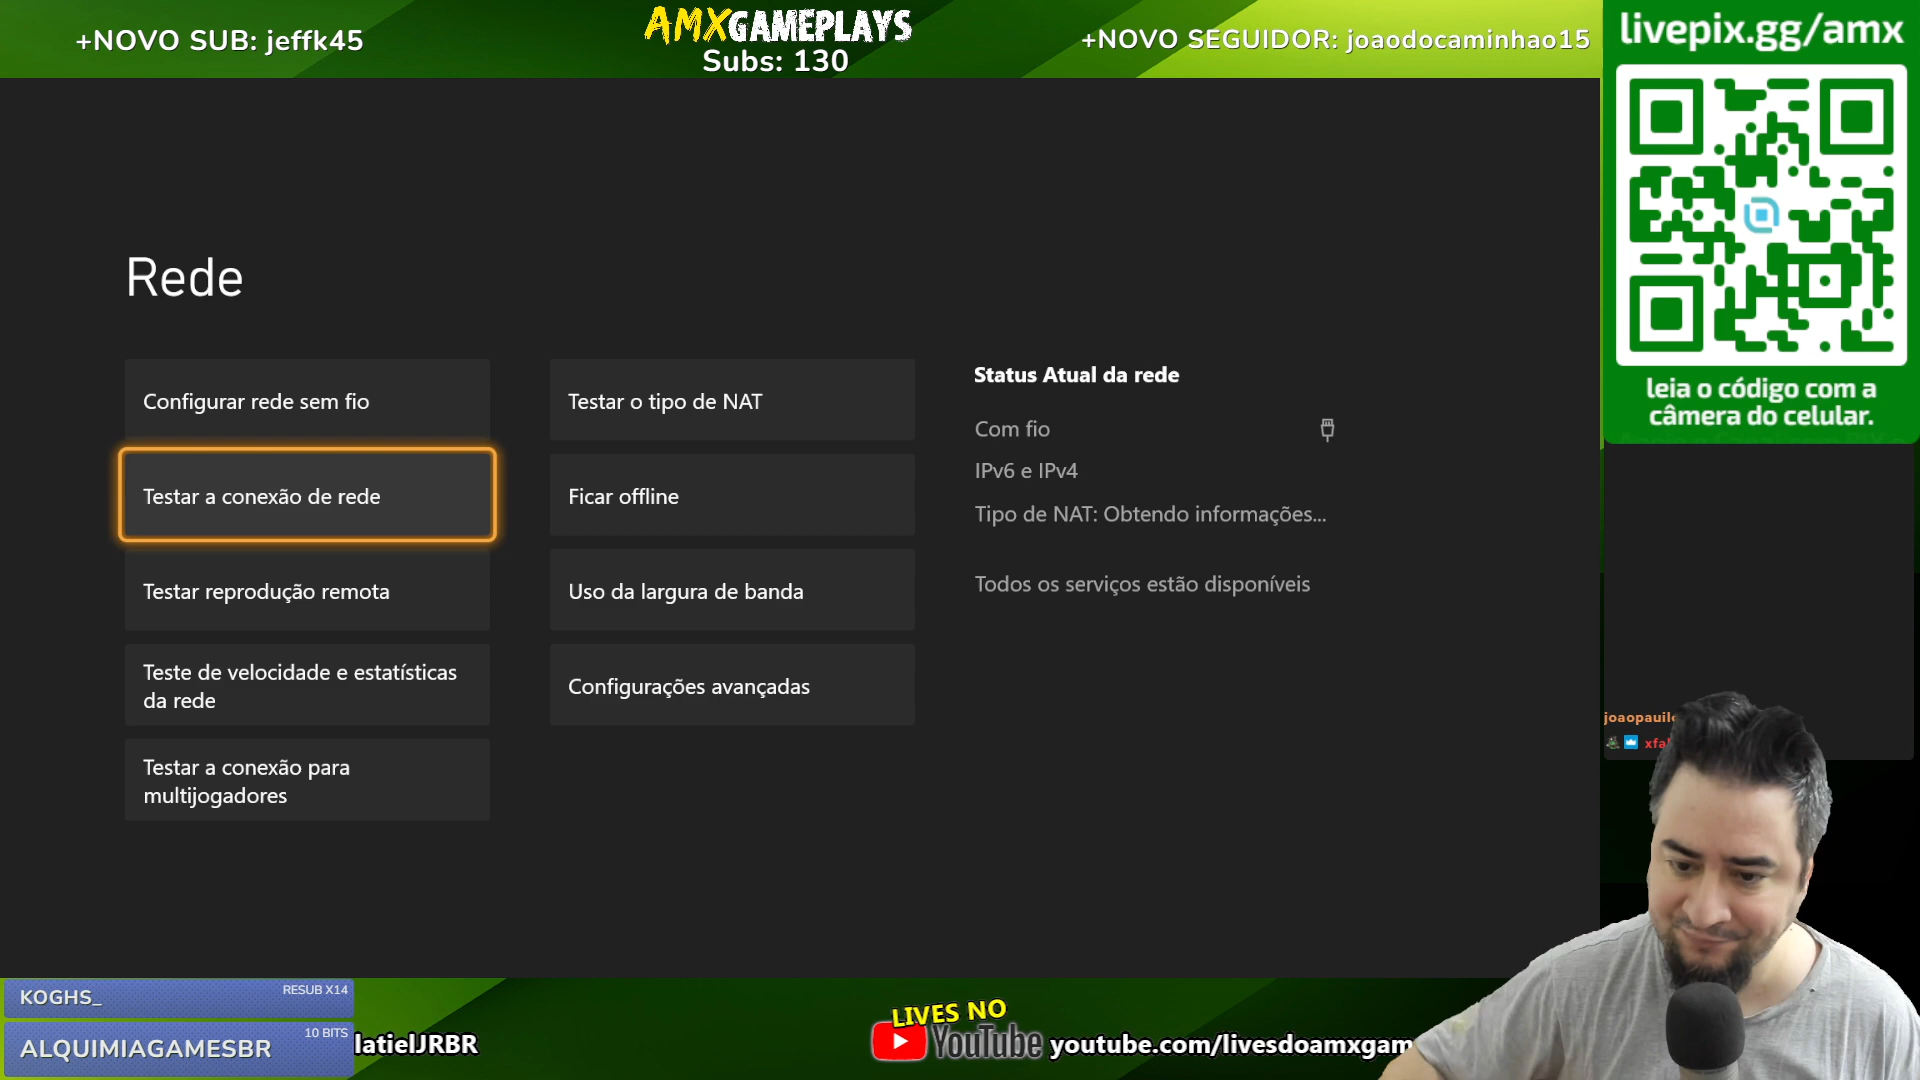 +NOVO SUB: jeffk45
AMXGAMEPLAYS
Subs: 130
+NOVO SEGUIDOR: joaodocaminhao15
livepix.gg/amx
leia o código com a
câmera do celular.
Rede
Configurar rede sem fio
Testar a conexão de rede
Testar reprodução remota
Teste de velocidade e estatísticas
da rede
Testar a conexão para
multijogadores
Testar o tipo de NAT
Ficar offline
Uso da largura de banda
Configurações avançadas
Status Atual da rede
Com fio
IPv6 e IPv4
Tipo de NAT: Obtendo informações...
Todos os serviços estão disponíveis
KOGHS_
RESUB X14
ALQUIMIAGAMESBR
10 BITS
latielJRBR
LIVES NO
YouTube
youtube.com/livesdoamxgam